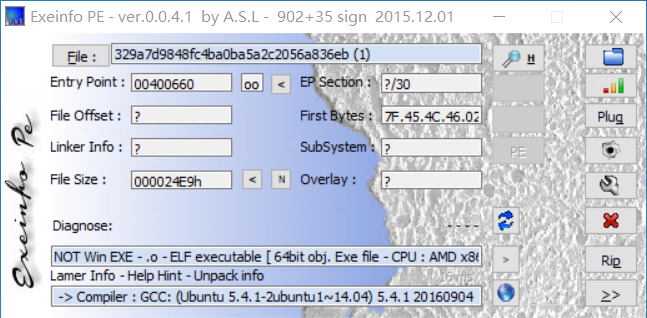 Exeinfo PE - ver.0.0.4.1 by A.S.L - 902+35 sign 2015.12.01
File : 329a7d9848fc4ba0ba5a2c2056a836eb (1) H
Entry Point : 00400660 oo < EP Section : ?/30
File Offset : ? First Bytes : 7F.45.4C.46.02 Plug
Linker Info : ? SubSystem : ? PE
File Size : 000024E9h < N Overlay : ?
Diagnose: - - - -
NOT Win EXE - .o - ELF executable [ 64bit obj. Exe file - CPU : AMD x86 > Rip
Lamer Info - Help Hint - Unpack info
-> Compiler : GCC: (Ubuntu 5.4.1-2ubuntu1~14.04) 5.4.1 20160904 >>
Exeinfo Pe